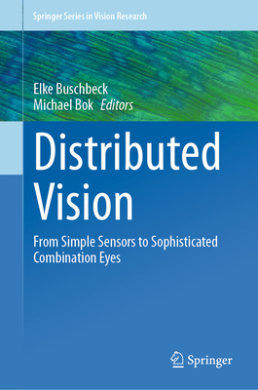 Springer Series in Vision Research
Elke Buschbeck
Michael Bok Editors
Distributed
Vision
From Simple Sensors to Sophisticated
Combination Eyes
Springer